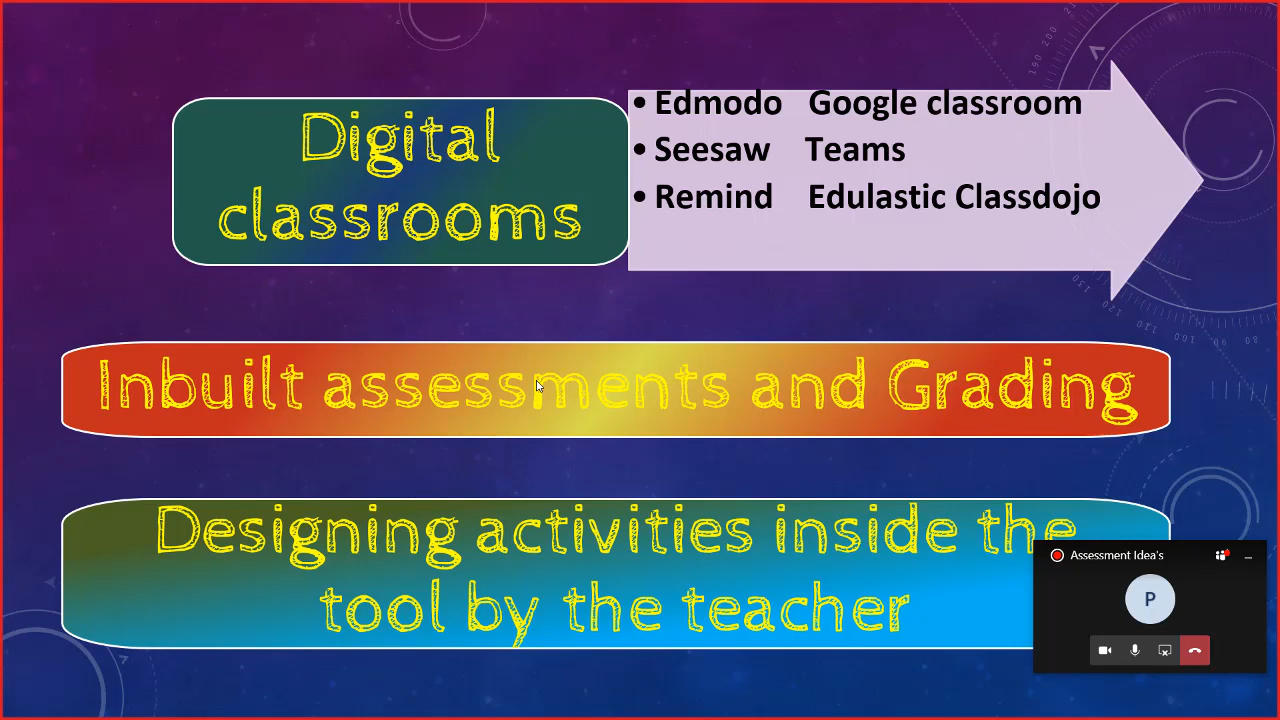 Digital
classrooms
• Edmodo Google classroom
• Seesaw Teams
• Remind Edulastic Classdojo
Inbuilt assessments and Grading
Designing activities inside the
tool by the teacher
Assessment Idea's
P